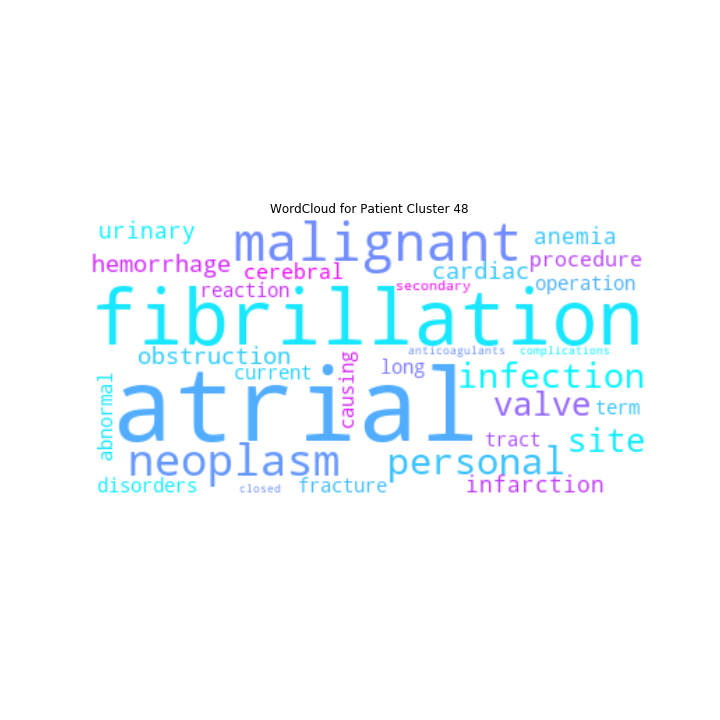 WordCloud for Patient Cluster 48
urinary malignant anemia
hemorrhage cerebral cardiac procedure
reaction secondary operation
fibrillation
obstruction anticoagulants complications
current causing long infection
abnormal atrial valve term
tract site
neoplasm personal
disorders closed fracture infarction